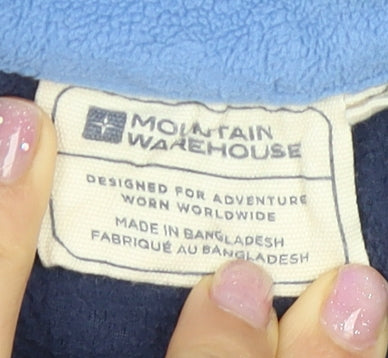 MOUNTAIN
WAREHOUSE
DESIGNED FOR ADVENTURE
WORN WORLDWIDE
MADE IN BANGLADESH
FABRIQUÉ AU BANGLADESH